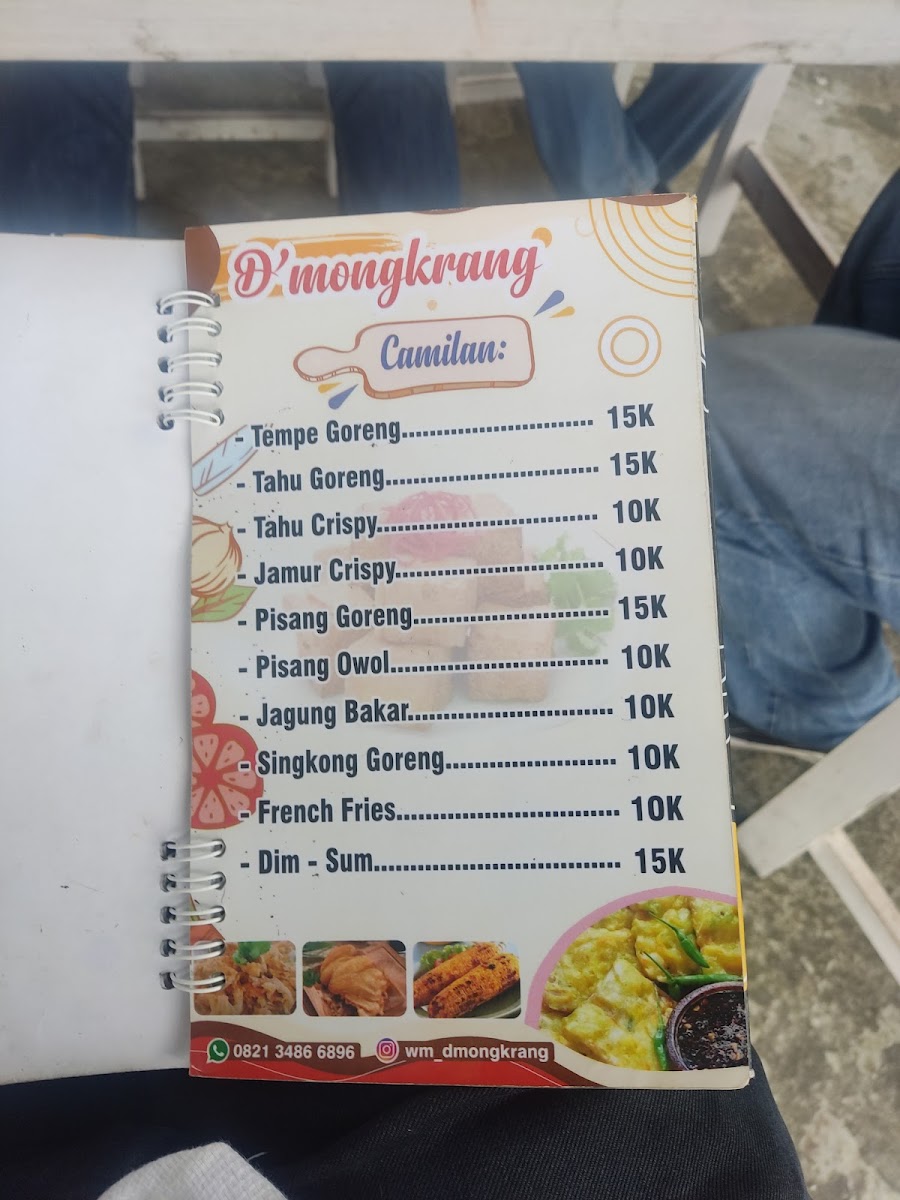 D'mongkrang
Camilan:
- Tempe Goreng............................ 15K
- Tahu Goreng............................... 15K
- Tahu Crispy................................ 10K
- Jamur Crispy.............................. 10K
- Pisang Goreng............................ 15K
- Pisang Owol................................ 10K
- Jagung Bakar.............................. 10K
- Singkong Goreng......................... 10K
- French Fries................................ 10K
- Dim - Sum.................................... 15K
0821 3486 6896 wm_dmongkrang